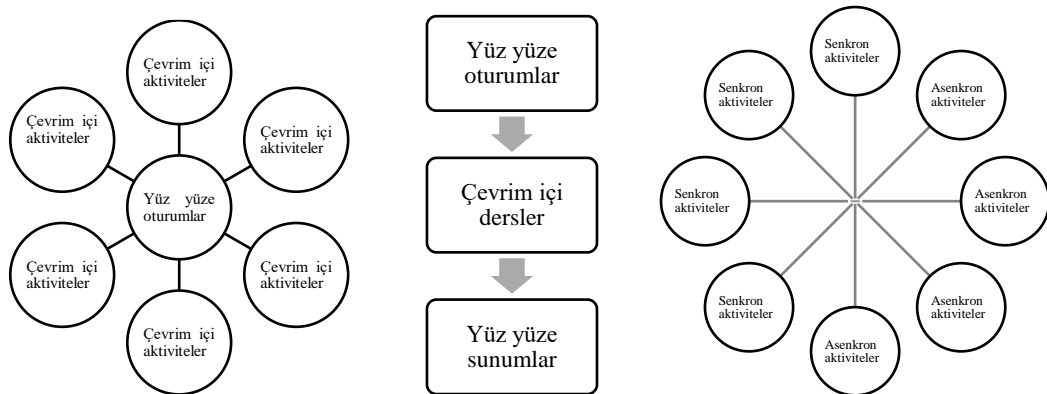 Çevrim içi
aktiviteler
Çevrim içi
aktiviteler
Çevrim içi
aktiviteler
Yüz yüze
oturumlar
Çevrim içi
aktiviteler
Çevrim içi
aktiviteler
Çevrim içi
aktiviteler
Yüz yüze
oturumlar
Çevrim içi
dersler
Yüz yüze
sunumlar
Senkron
aktiviteler
Senkron
aktiviteler
Asenkron
aktiviteler
Senkron
aktiviteler
Asenkron
aktiviteler
Senkron
aktiviteler
Asenkron
aktiviteler
Asenkron
aktiviteler